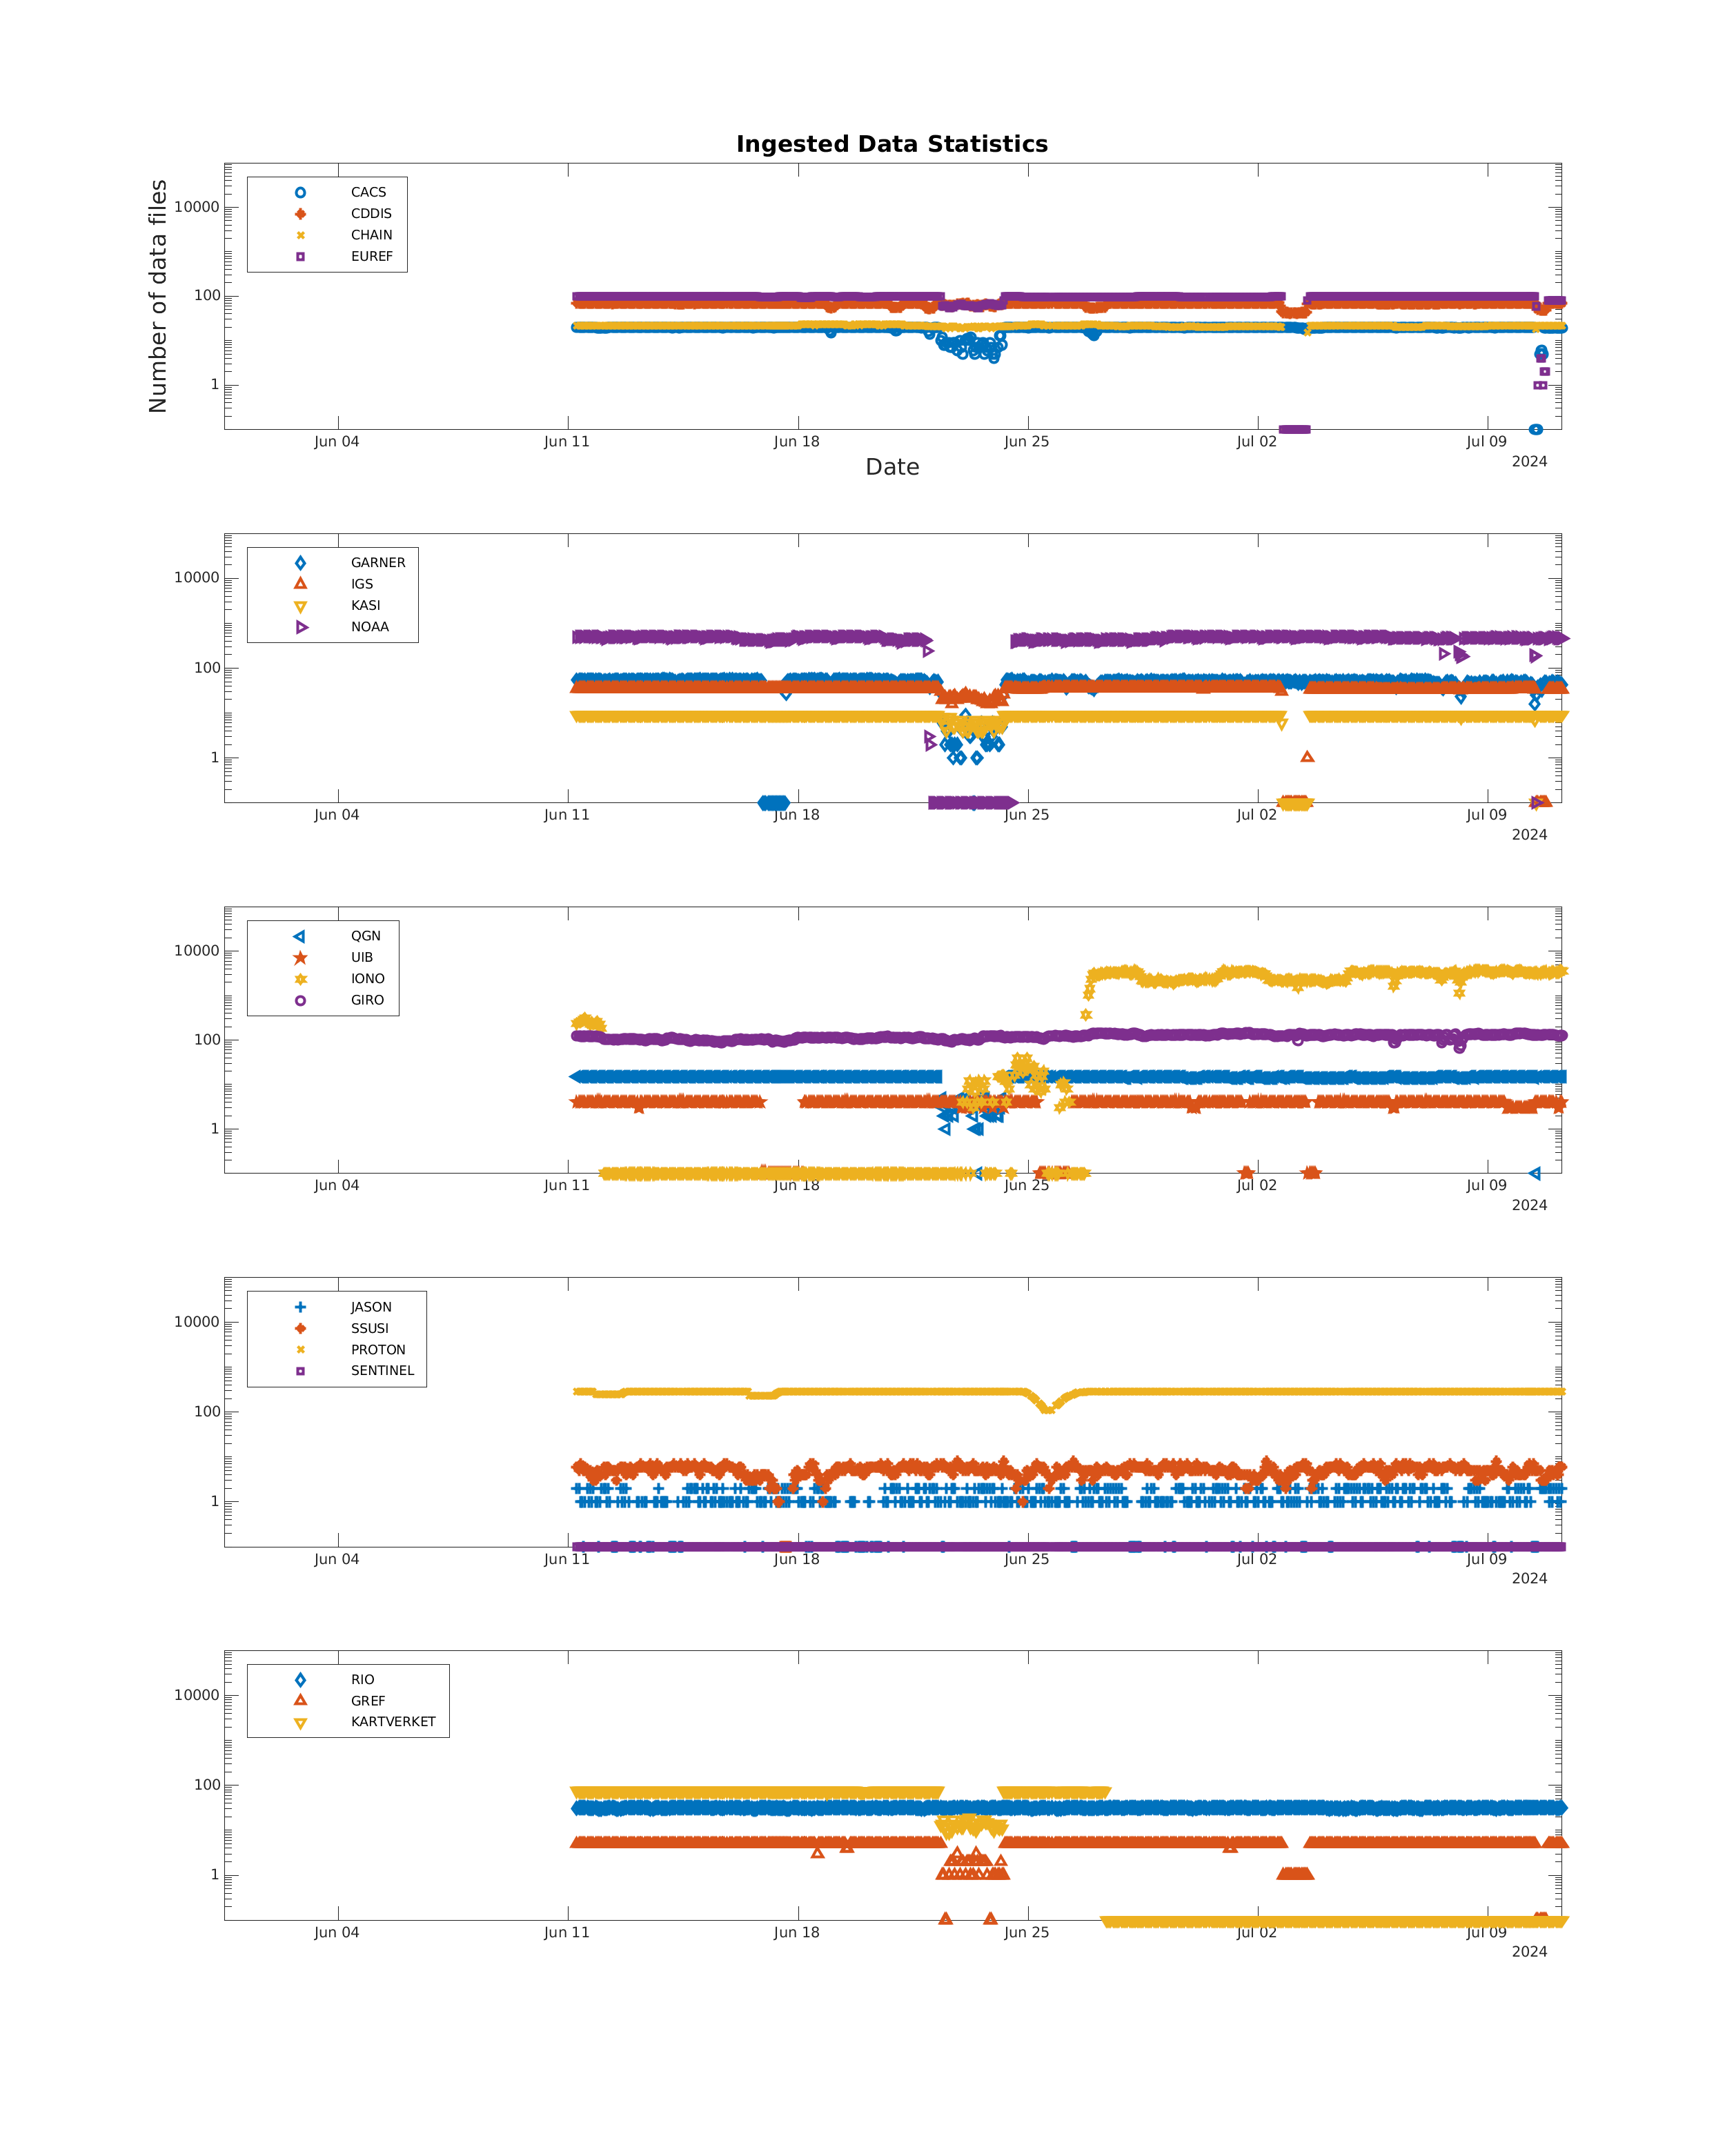 Ingested Data Statistics
Number of data files
CACS
CDDIS
CHAIN
EUREF
10000
100
1
Jun 04 Jun 11 Jun 18 Jun 25 Jul 02 Jul 09
2024
Date
GARNER
IGS
KASI
NOAA
10000
100
1
Jun 04 Jun 11 Jun 18 Jun 25 Jul 02 Jul 09
2024
QGN
UIB
IONO
GIRO
10000
100
1
Jun 04 Jun 11 Jun 18 Jun 25 Jul 02 Jul 09
2024
JASON
SSUSI
PROTON
SENTINEL
10000
100
1
Jun 04 Jun 11 Jun 18 Jun 25 Jul 02 Jul 09
2024
RIO
GREF
KARTVERKET
10000
100
1
Jun 04 Jun 11 Jun 18 Jun 25 Jul 02 Jul 09
2024